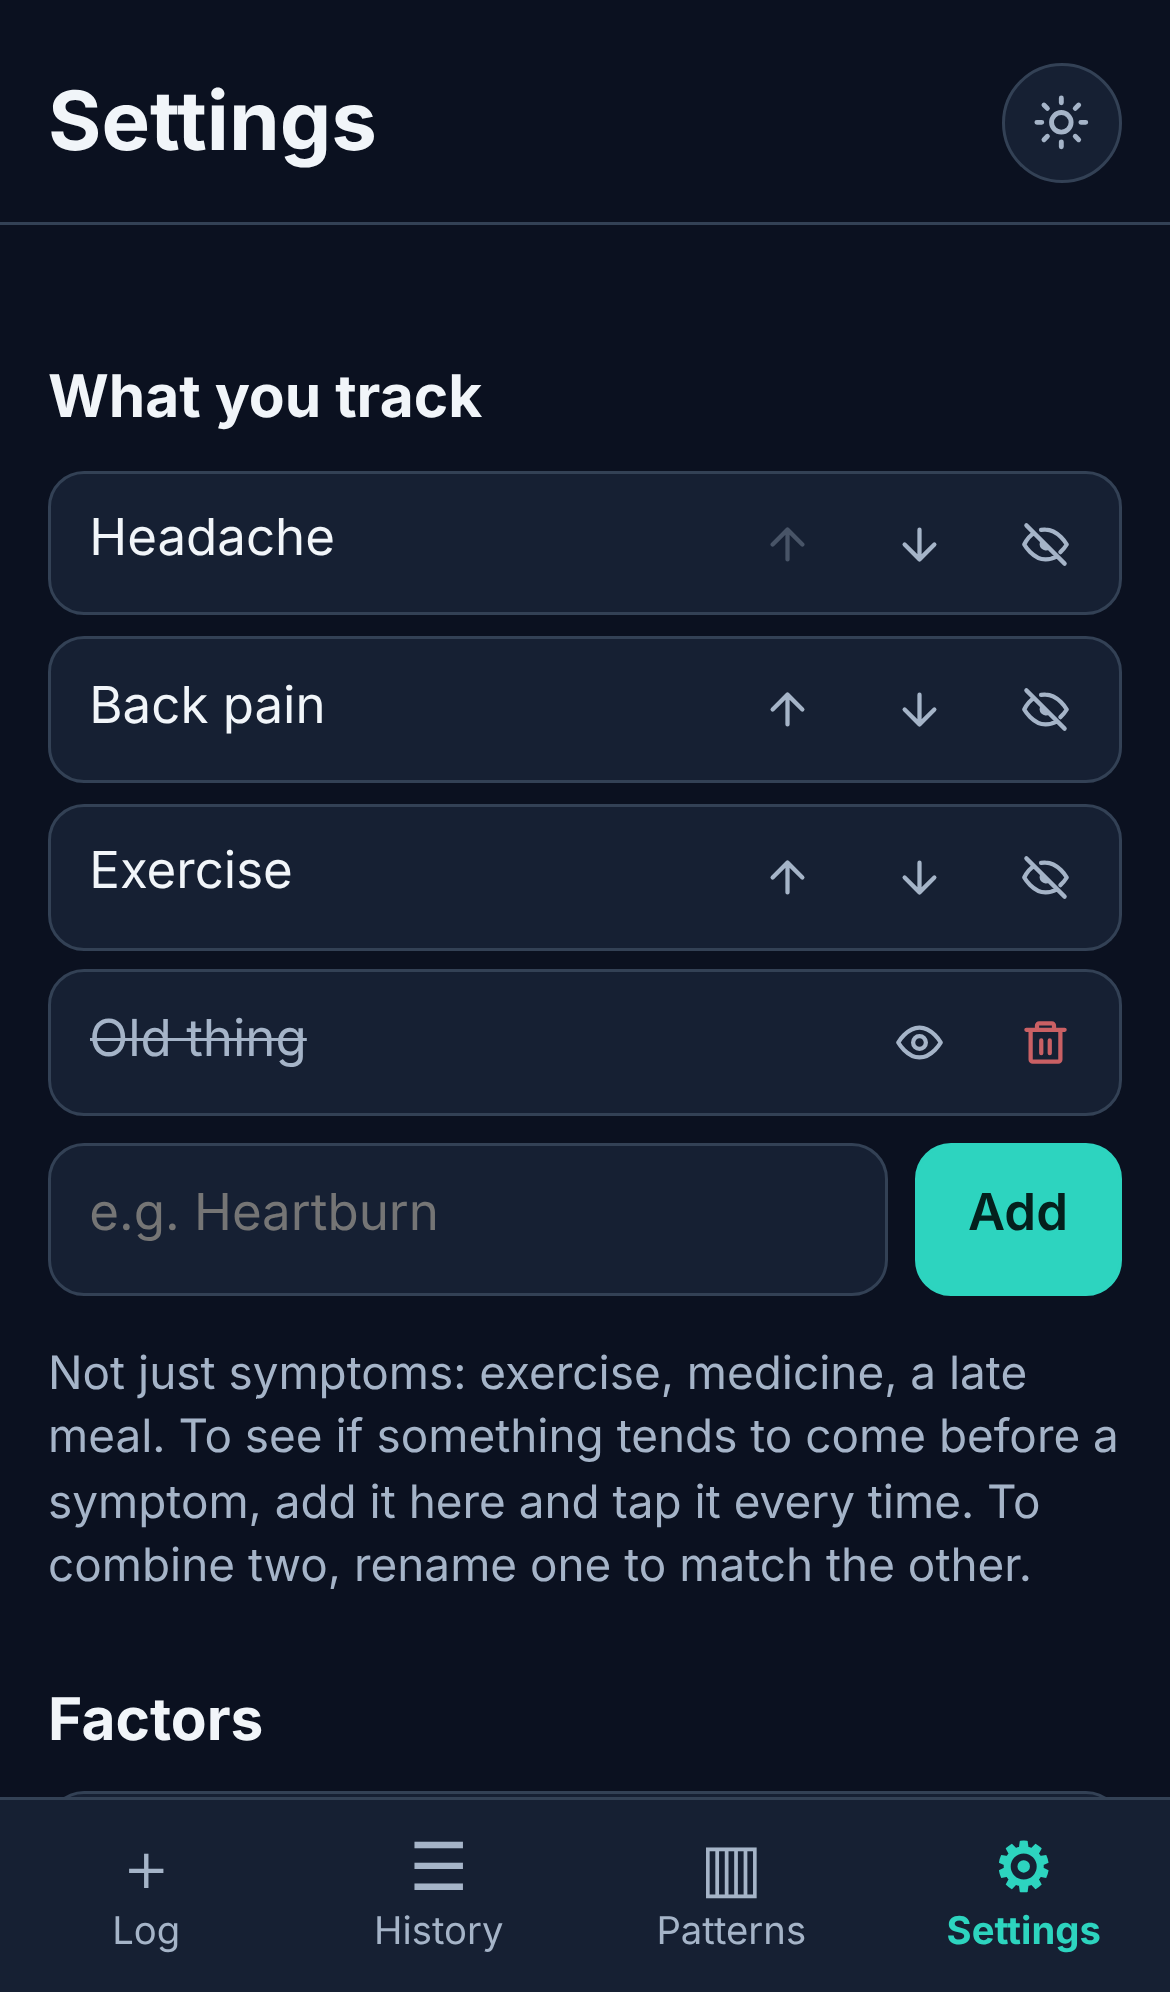 Settings
What you track
Headache
Back pain
Exercise
Old thing
e.g. Heartburn
Add
Not just symptoms: exercise, medicine, a late
meal. To see if something tends to come before a
symptom, add it here and tap it every time. To
combine two, rename one to match the other.
Factors
Log
History
Patterns
Settings